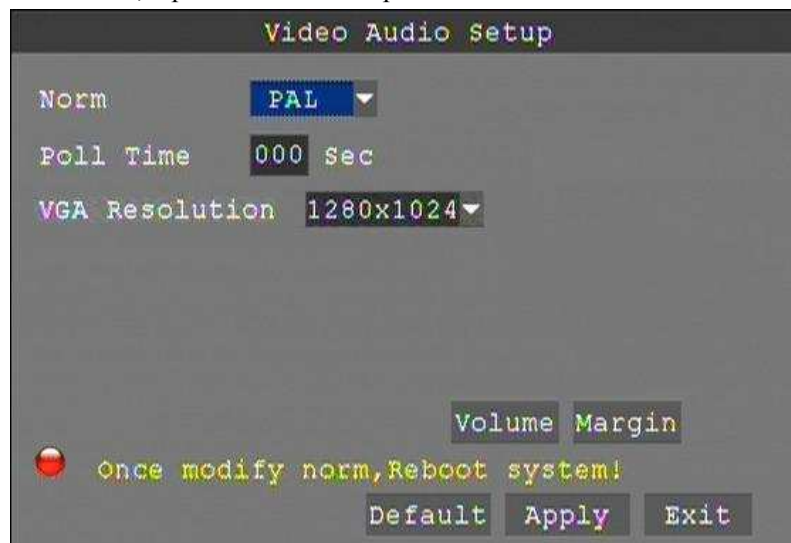 Video Audio Setup
Norm PAL
Poll Time 000 Sec
VGA Resolution 1280x1024
Volume Margin
Once modify norm,Reboot system!
Default Apply Exit